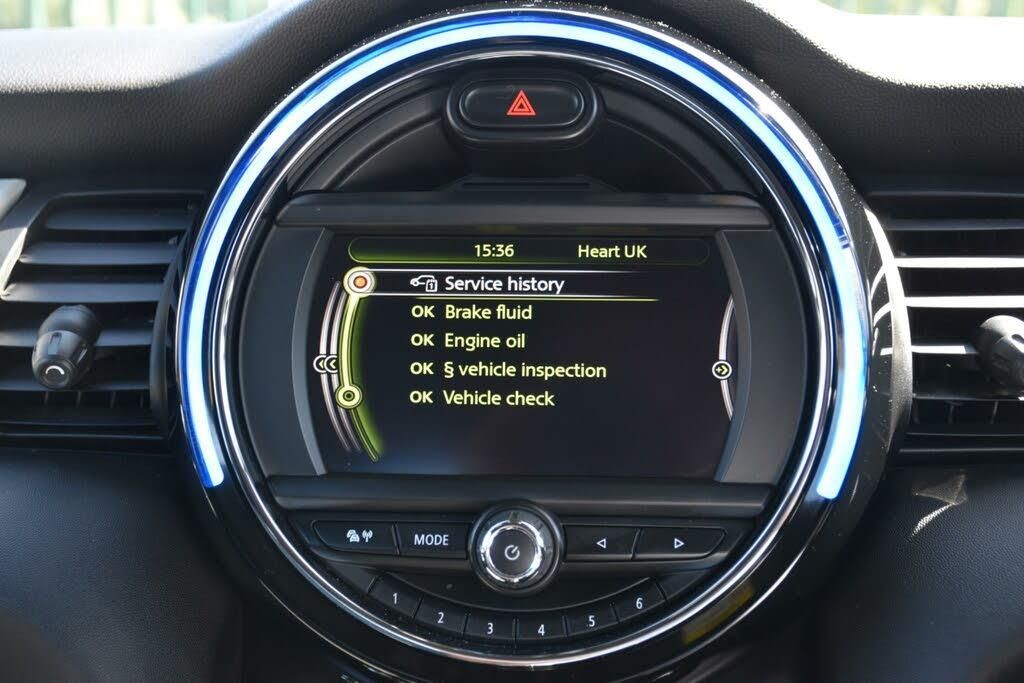 15:36 Heart UK
Service history
OK Brake fluid
OK Engine oil
OK § vehicle inspection
OK Vehicle check
MODE
1 2 3 4 5 6